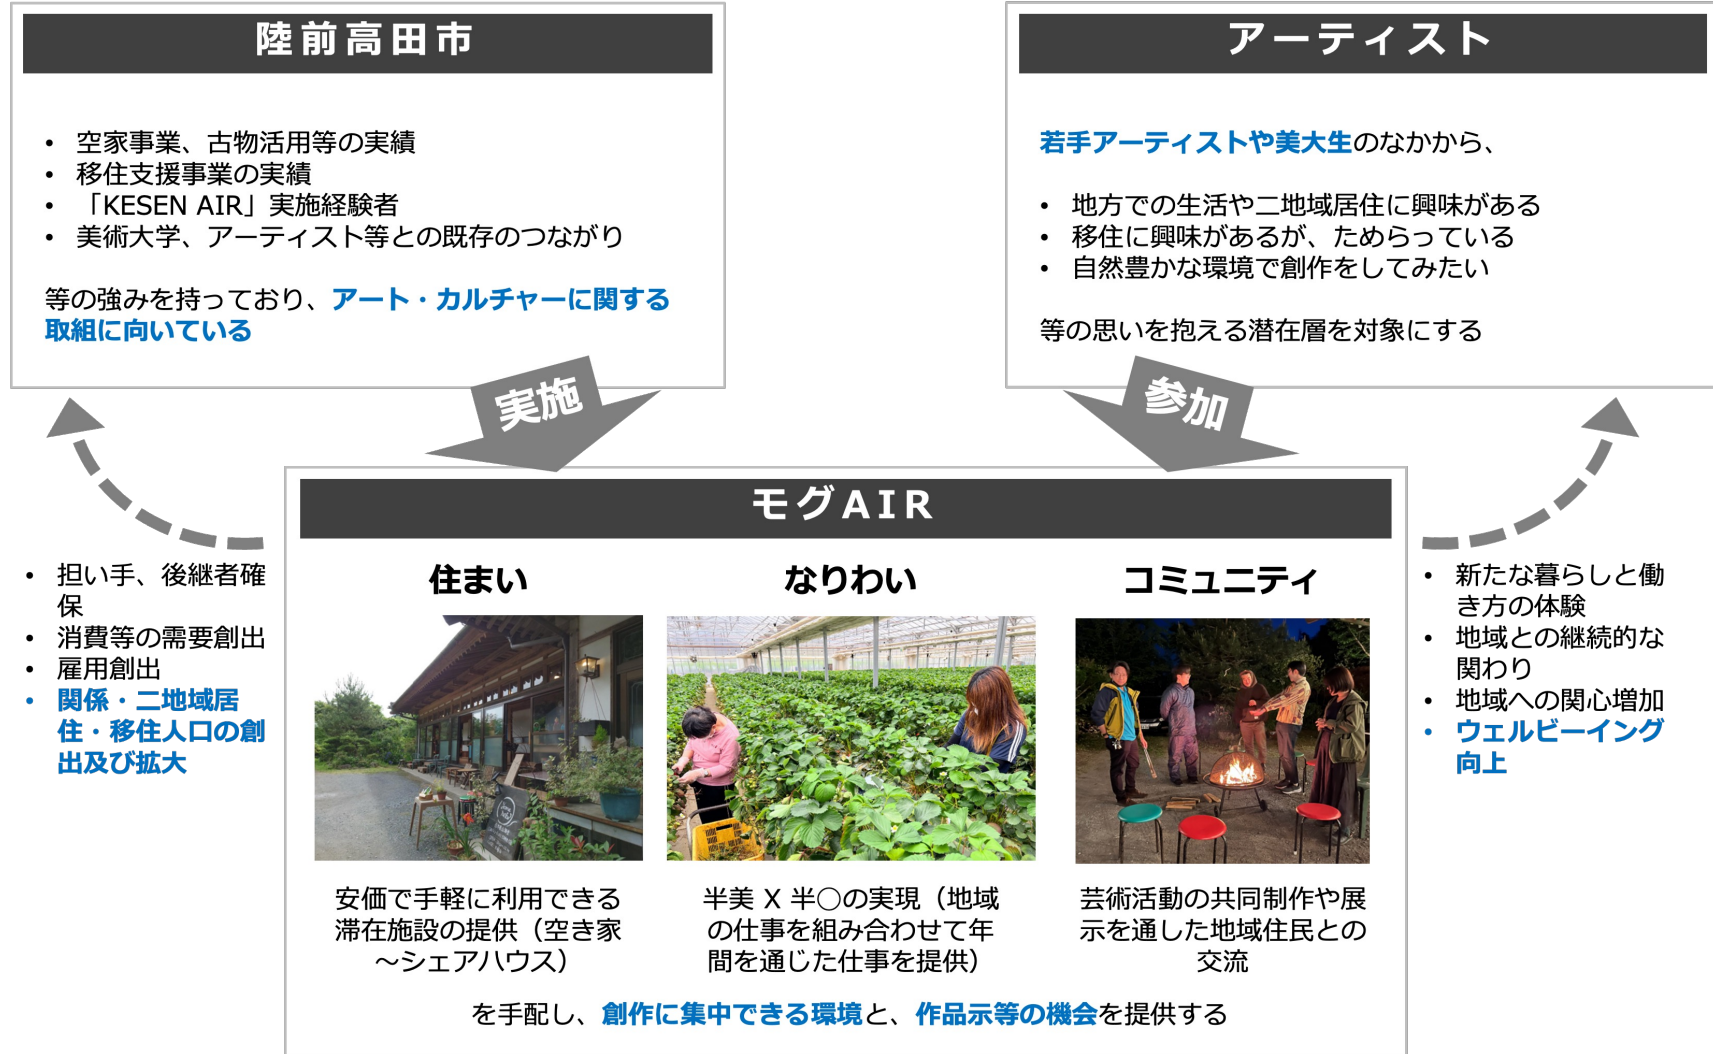 陸前高田市
• 空家事業、古物活用等の実績
• 移住支援事業の実績
• 「KESEN AIR」実施経験者
• 美術大学、アーティスト等との既存のつながり
等の強みを持っており、アート・カルチャーに関する
取組に向いている
アーティスト
若手アーティストや美大生のなかから、
• 地方での生活や二地域居住に興味がある
• 移住に興味があるが、ためらっている
• 自然豊かな環境で創作をしてみたい
等の思いを抱える潜在層を対象にする
実施
参加
• 担い手、後継者確
保
• 消費等の需要創出
• 雇用創出
• 関係・二地域居
住・移住人口の創
出及び拡大
モグAIR
住まい
安価で手軽に利用できる
滞在施設の提供（空き家
～シェアハウス）
なりわい
半美 X 半○の実現（地域
の仕事を組み合わせて年
間を通じた仕事を提供）
コミュニティ
芸術活動の共同制作や展
示を通した地域住民との
交流
を手配し、創作に集中できる環境と、作品示等の機会を提供する
• 新たな暮らしと働
き方の体験
• 地域との継続的な
関わり
• 地域への関心増加
• ウェルビーイング
向上